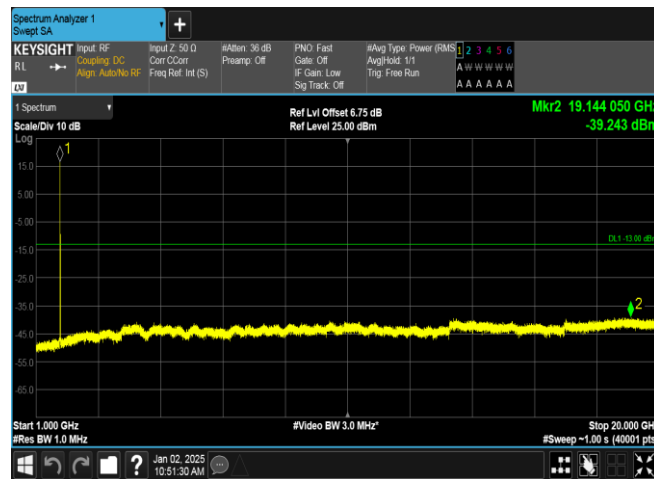 Spectrum Analyzer 1
Swept SA
+
KEYSIGHT
RL
LXI
Input: RF
Coupling: DC
Align: Auto/No RF
Input Z: 50 Ω
Corr CCorr
Freq Ref: Int (S)
#Atten: 36 dB
Preamp: Off
PNO: Fast
Gate: Off
IF Gain: Low
Sig Track: Off
#Avg Type: Power (RMS
Avg|Hold: 1/1
Trig: Free Run
1 2 3 4 5 6
A W W W W W
A A A A A A
1 Spectrum
Scale/Div 10 dB
Log
Ref Lvl Offset 6.75 dB
Ref Level 25.00 dBm
Mkr2 19.144 050 GHz
-39.243 dBm
1
15.0
5.00
-5.00
DL1 -13.00 dBm
-15.0
-25.0
-35.0
2
-45.0
-55.0
-65.0
Start 1.000 GHz
#Res BW 1.0 MHz
#Video BW 3.0 MHz*
Stop 20.000 GHz
#Sweep ~1.00 s (40001 pts
?
Jan 02, 2025
10:51:30 AM